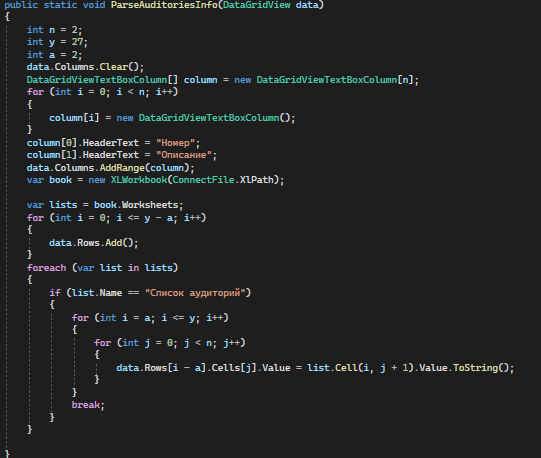 public static void ParseAuditoriesInfo(DataGridView data)
{
int n = 2;
int y = 27;
int a = 2;
data.Columns.Clear();
DataGridViewTextBoxColumn[] column = new DataGridViewTextBoxColumn[n];
for (int i = 0; i < n; i++)
{
column[i] = new DataGridViewTextBoxColumn();
}
column[0].HeaderText = "Номер";
column[1].HeaderText = "Описание";
data.Columns.AddRange(column);
var book = new XLWorkbook(ConnectFile.XlPath);
var lists = book.Worksheets;
for (int i = 0; i <= y - a; i++)
{
data.Rows.Add();
}
foreach (var list in lists)
{
if (list.Name == "Список аудиторий")
{
for (int i = a; i <= y; i++)
{
for (int j = 0; j < n; j++)
{
data.Rows[i - a].Cells[j].Value = list.Cell(i, j + 1).Value.ToString();
}
}
break;
}
}
}